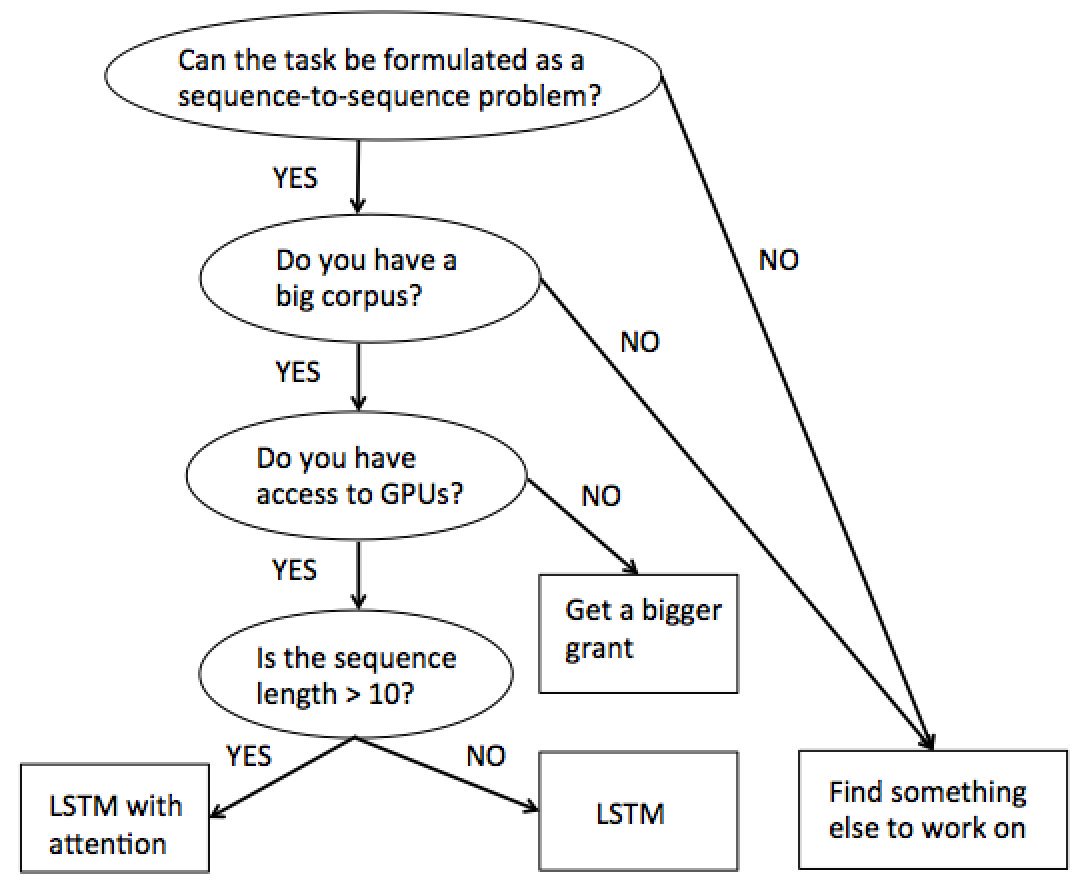 Can the task be formulated as a
sequence-to-sequence problem?
YES
NO
Do you have a
big corpus?
NO
YES
Do you have
access to GPUs?
NO
YES
Get a bigger
grant
Is the sequence
length > 10?
YES
NO
LSTM with
attention
LSTM
Find something
else to work on